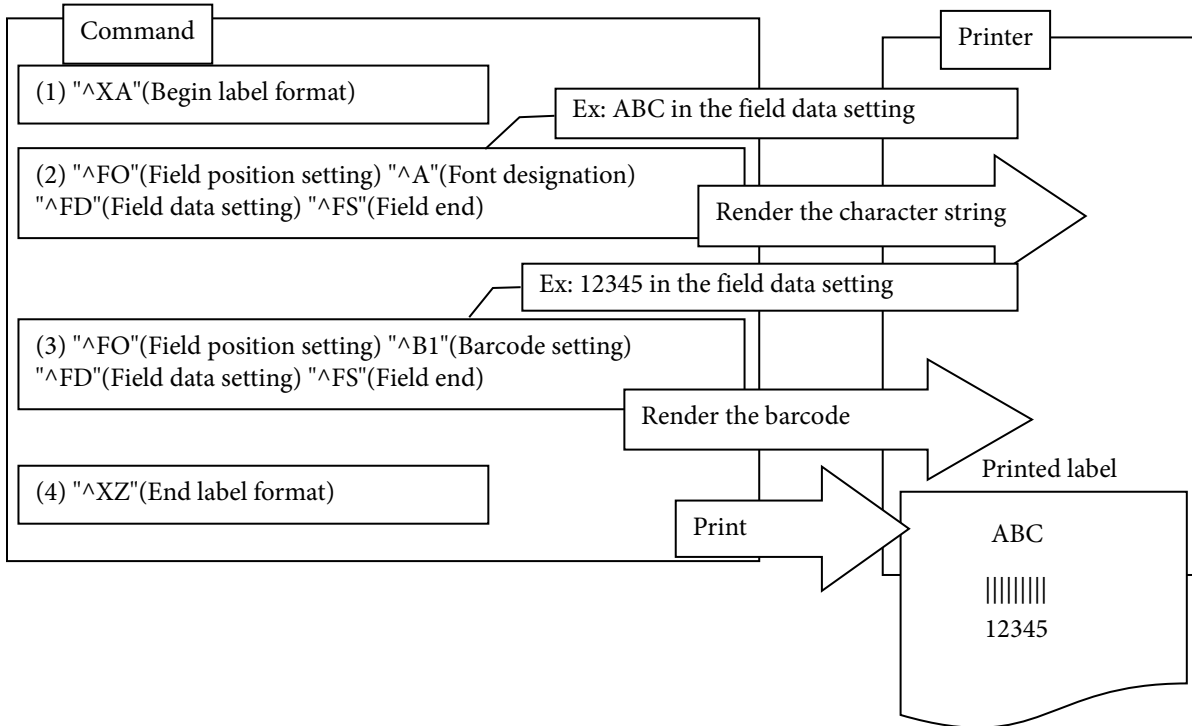 Command
Printer
(1) "^XA"(Begin label format)
Ex: ABC in the field data setting
(2) "^FO"(Field position setting) "^A"(Font designation)
"^FD"(Field data setting) "^FS"(Field end)
Render the character string
Ex: 12345 in the field data setting
(3) "^FO"(Field position setting) "^B1"(Barcode setting)
"^FD"(Field data setting) "^FS"(Field end)
Render the barcode
(4) "^XZ"(End label format)
Print
Printed label
ABC
12345